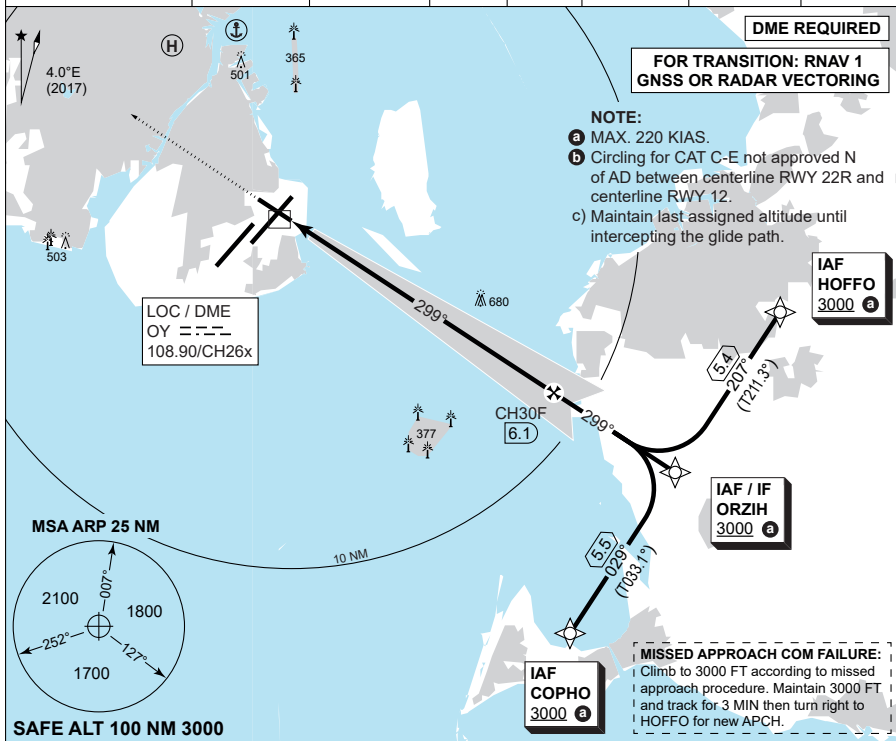 DME REQUIRED
FOR TRANSITION: RNAV 1
GNSS OR RADAR VECTORING
4.0°E
(2017)
H
501
365
NOTE:
a MAX. 220 KIAS.
b Circling for CAT C-E not approved N
of AD between centerline RWY 22R and
centerline RWY 12.
c) Maintain last assigned altitude until
intercepting the glide path.
503
IAF
HOFFO
3000 a
LOC / DME
OY
108.90/CH26x
680
299°
5.4
207°
(T211.3°)
CH30F
6.1
299°
377
IAF / IF
ORZIH
3000 a
MSA ARP 25 NM
10 NM
5.5
029°
(T033.1°)
007°
2100
1800
252°
127°
1700
IAF
COPHO
3000 a
MISSED APPROACH COM FAILURE:
Climb to 3000 FT according to missed
approach procedure. Maintain 3000 FT
and track for 3 MIN then turn right to
HOFFO for new APCH.
SAFE ALT 100 NM 3000